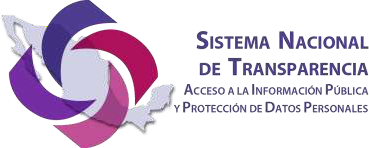 Sistema Nacional
de Transparencia
Acceso a la Información Pública
y Protección de Datos Personales